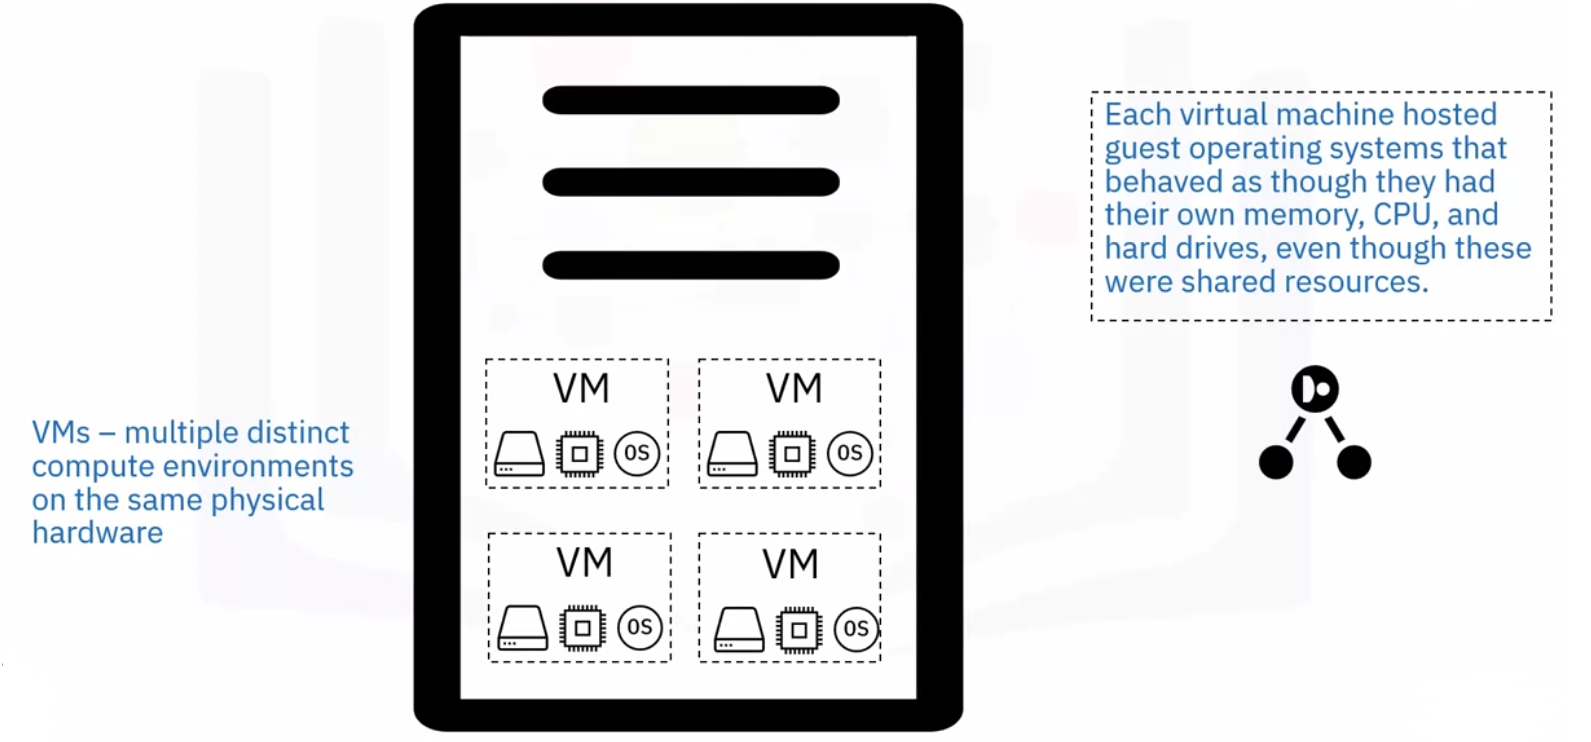 Each virtual machine hosted
guest operating systems that
behaved as though they had
their own memory, CPU, and
hard drives, even though these
were shared resources.
VMs – multiple distinct
compute environments
on the same physical
hardware
VM
OS
VM
OS
VM
OS
VM
OS